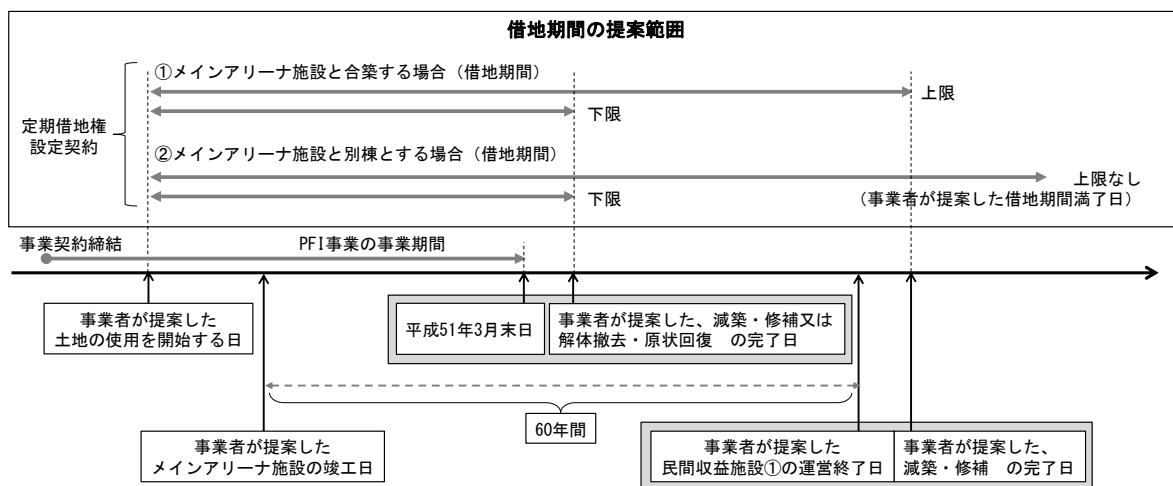 借地期間の提案範囲
①メインアリーナ施設と合築する場合（借地期間）
上限
下限
定期借地権
設定契約
②メインアリーナ施設と別棟とする場合（借地期間）
上限なし
（事業者が提案した借地期間満了日）
下限
事業契約締結
PFI事業の事業期間
事業者が提案した
土地の使用を開始する日
平成51年3月末日
事業者が提案した、減築・修補又は
解体撤去・原状回復　の完了日
60年間
事業者が提案した
メインアリーナ施設の竣工日
事業者が提案した
民間収益施設①の運営終了日
事業者が提案した、
減築・修補　の完了日